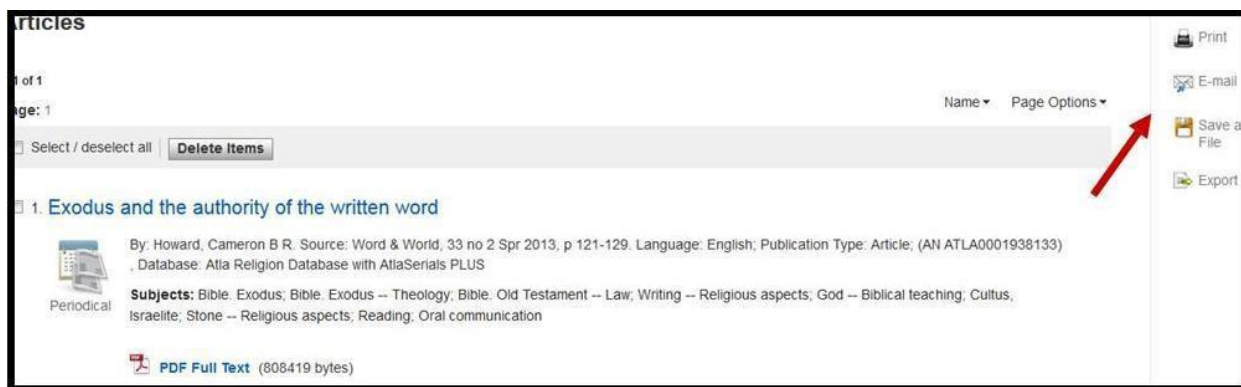 rticles
1 of 1
age: 1
Name Page Options
Select / deselect all Delete Items
1. Exodus and the authority of the written word
By: Howard, Cameron B R. Source: Word & World, 33 no 2 Spr 2013, p 121-129. Language: English; Publication Type: Article; (AN ATLA0001938133)
, Database: Atla Religion Database with AtlaSerials PLUS
Periodical
Subjects: Bible. Exodus; Bible. Exodus -- Theology; Bible. Old Testament -- Law; Writing -- Religious aspects; God -- Biblical teaching; Cultus,
Israelite; Stone -- Religious aspects; Reading; Oral communication
PDF Full Text (808419 bytes)
Print
E-mail
Save a
File
Export